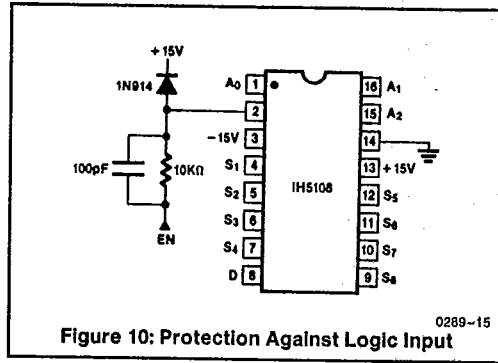 +15V
1N914
A0 1
2
-15V 3
S1 4
S2 5
S3 6
S4 7
D 8
100pF
10KΩ
EN
IH5108
16 A1
15 A2
14
13 +15V
12 S5
11 S6
10 S7
9 S8
0289-15
Figure 10: Protection Against Logic Input